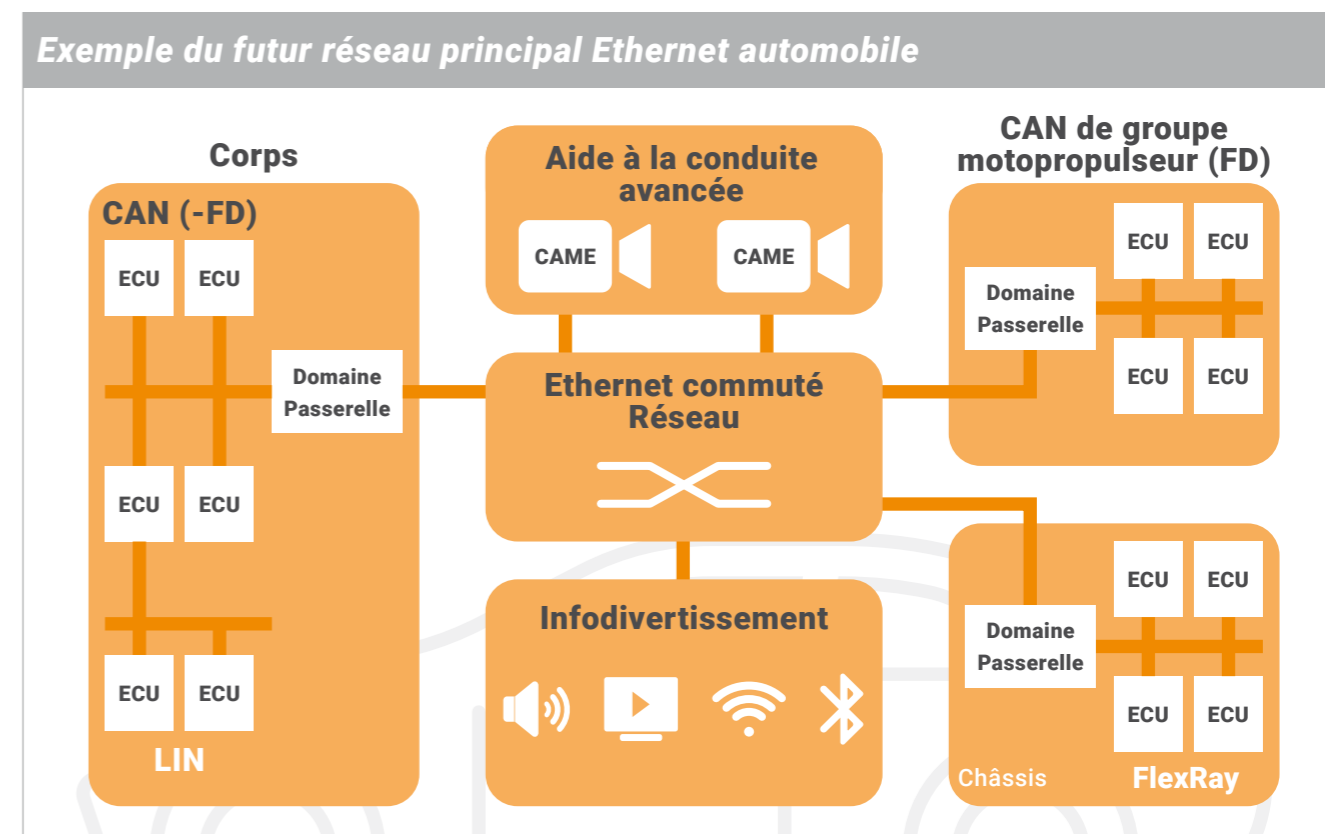 Exemple du futur réseau principal Ethernet automobile
Corps
CAN (-FD)
ECU
ECU
Domaine
Passerelle
ECU
ECU
ECU
ECU
LIN
Aide à la conduite
avancée
CAME
CAME
Ethernet commuté
Réseau
Infodivertissement
CAN de groupe
motopropulseur (FD)
ECU
ECU
Domaine
Passerelle
ECU
ECU
ECU
ECU
Domaine
Passerelle
ECU
ECU
Châssis
FlexRay